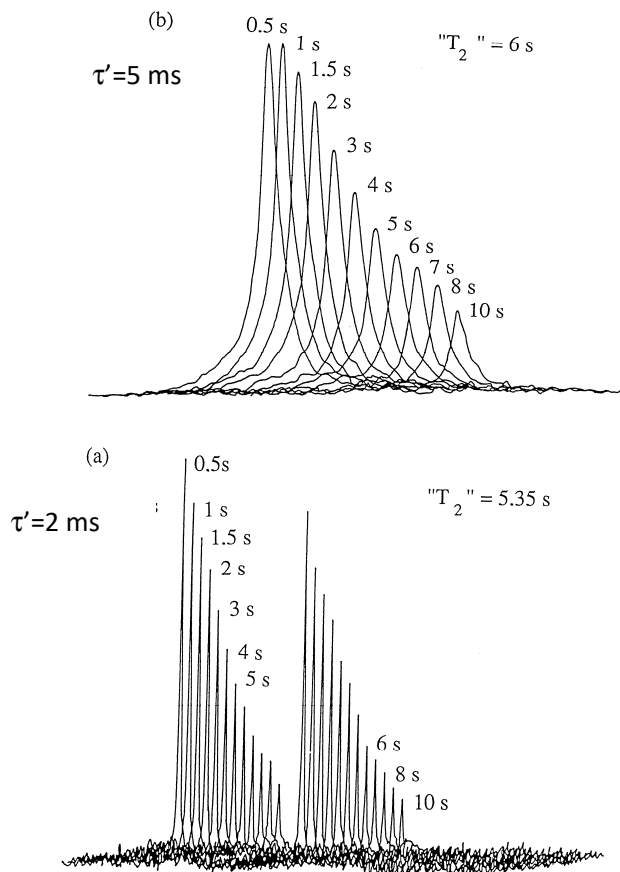 (b)
0.5 s
1 s
"T2 " = 6 s
τ'=5 ms
1.5 s
2 s
3 s
4 s
5 s
6 s
7 s
8 s
10 s
(a)
0.5s
"T2 " = 5.35 s
1 s
τ'=2 ms
1.5 s
2 s
3 s
4 s
5 s
6 s
8 s
10 s